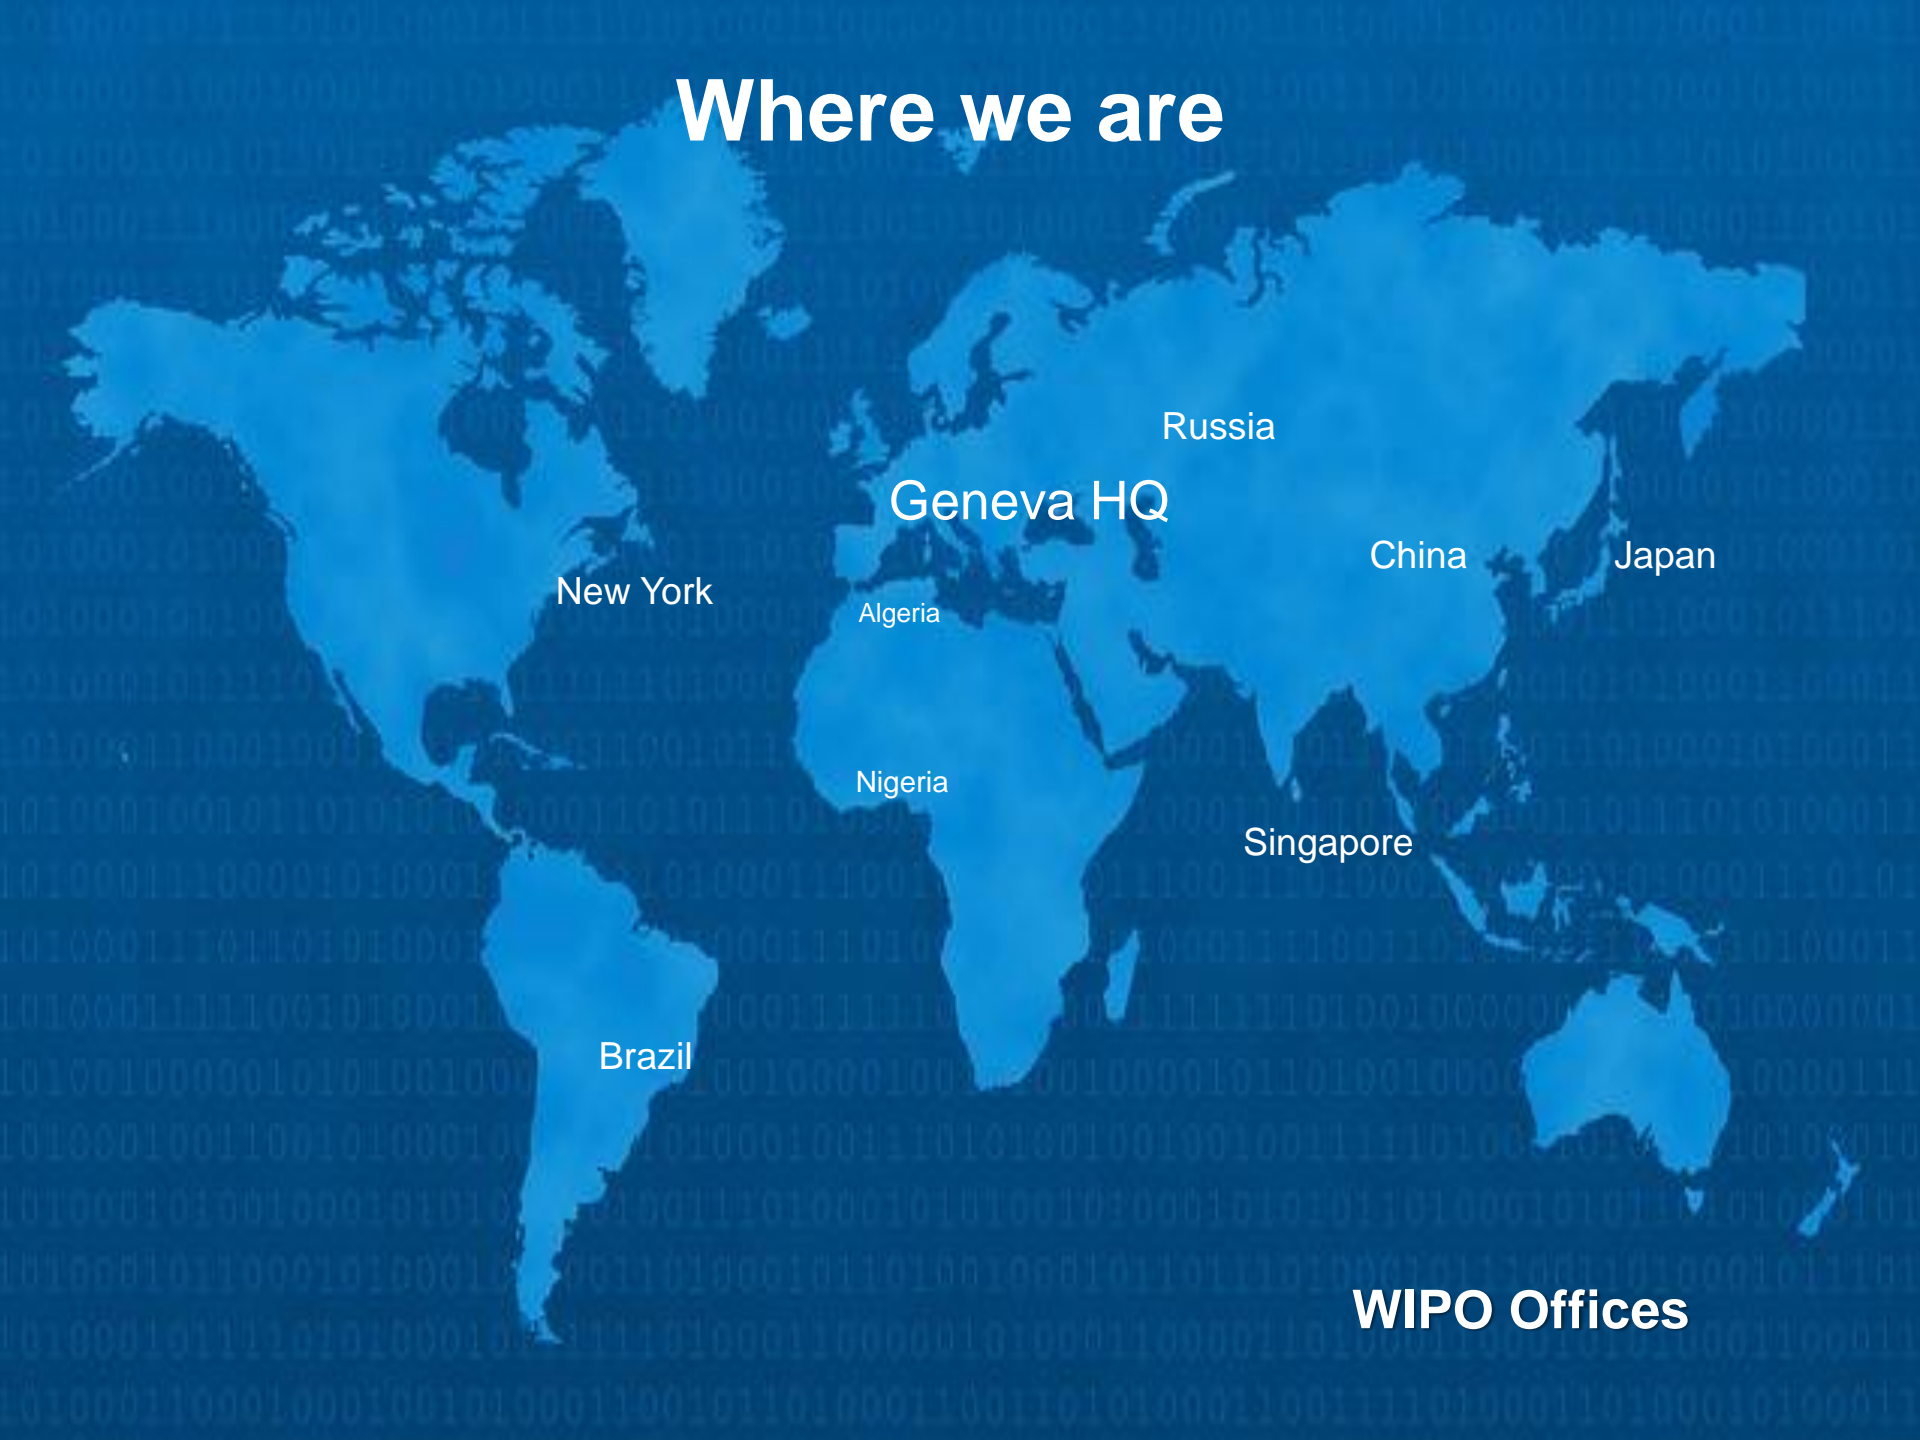 Where we are
Russia
Geneva HQ
China
Japan
New York
Algeria
Nigeria
Singapore
Brazil
WIPO Offices